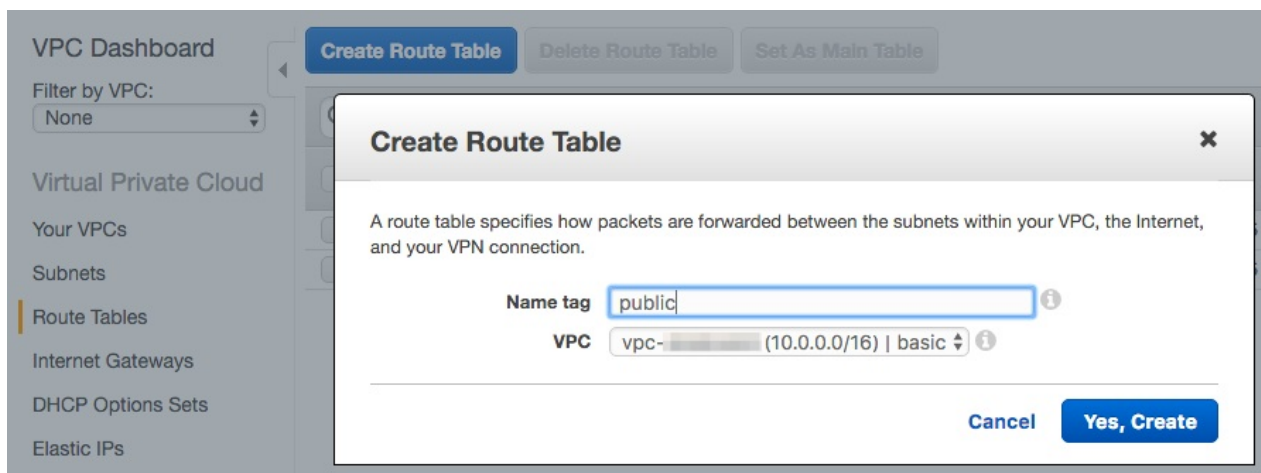 VPC Dashboard
Filter by VPC:
None
Virtual Private Cloud
Your VPCs
Subnets
Route Tables
Internet Gateways
DHCP Options Sets
Elastic IPs
Create Route Table
Delete Route Table
Set As Main Table
Create Route Table
A route table specifies how packets are forwarded between the subnets within your VPC, the Internet,
and your VPN connection.
Name tag
public
VPC
vpc- (10.0.0.0/16) | basic
Cancel
Yes, Create